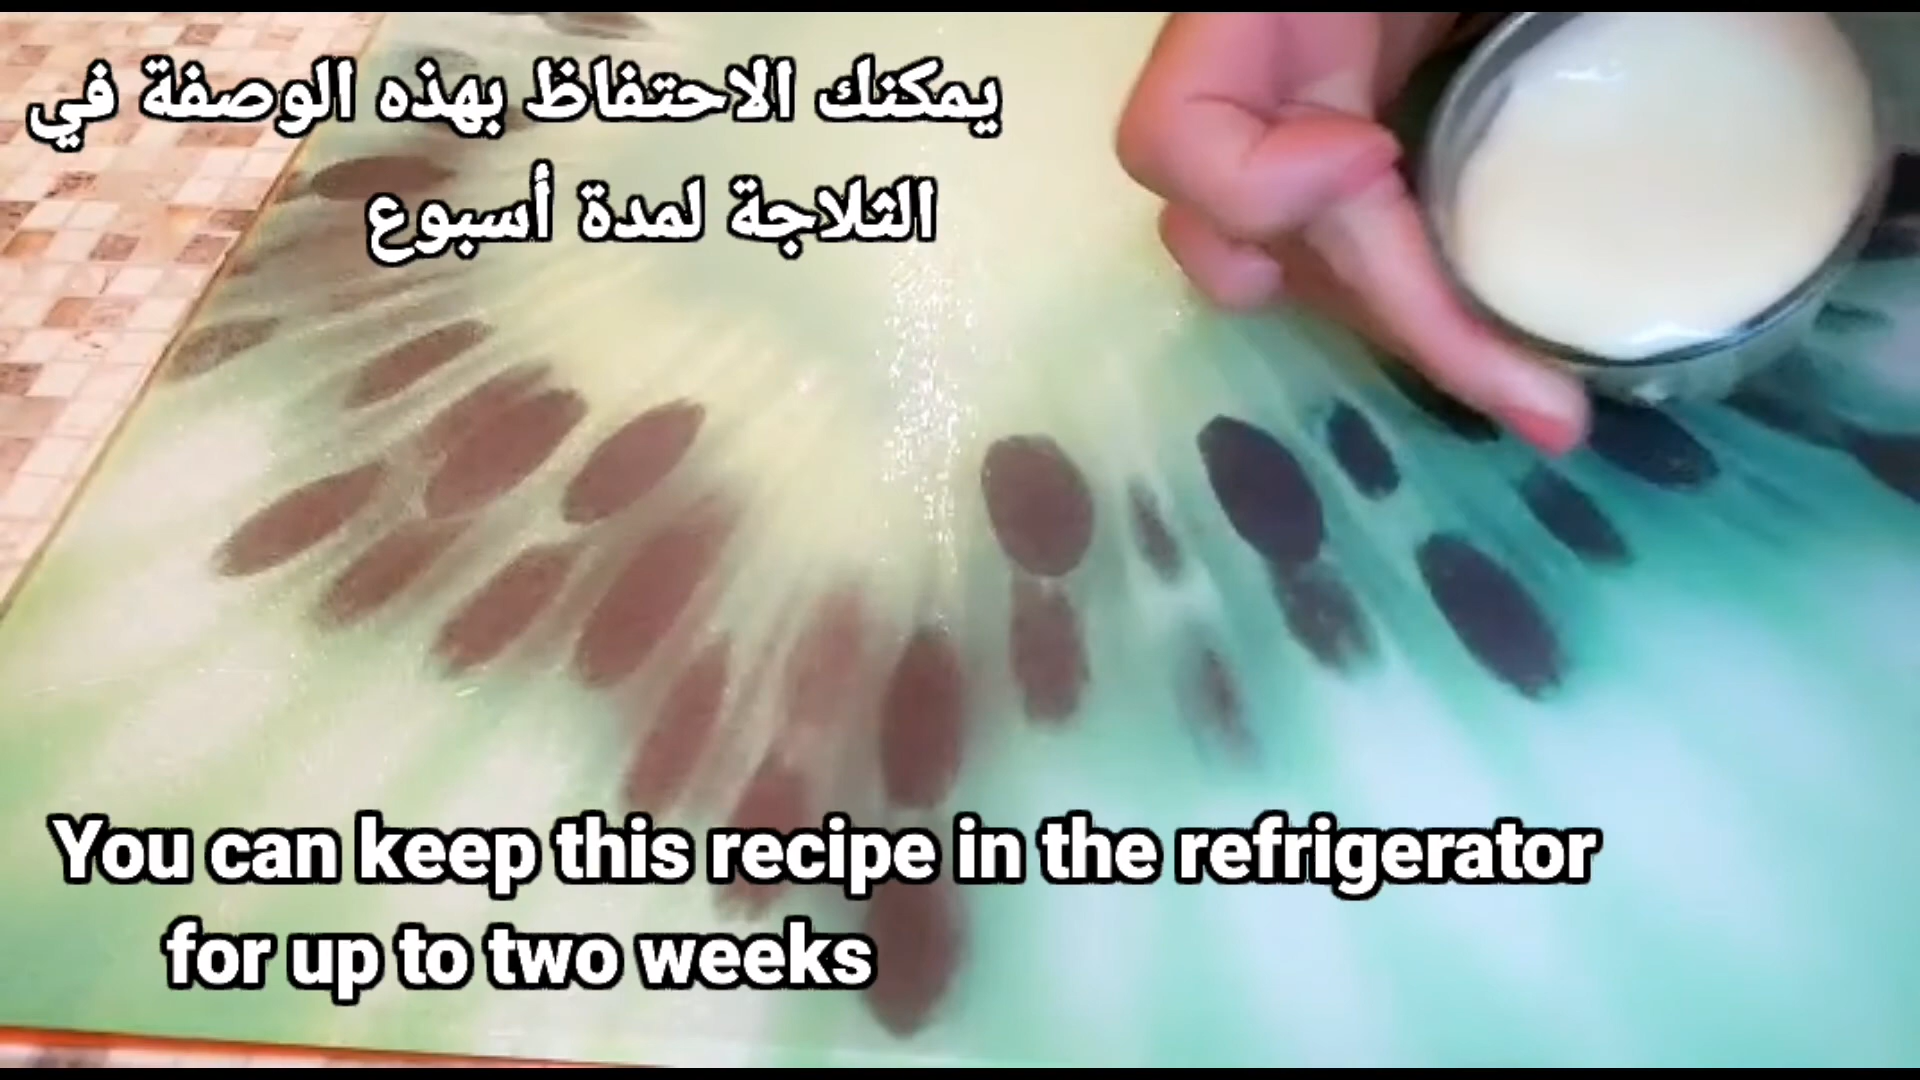 يمكنك الاحتفاظ بهذه الوصفة في
الثلاجة لمدة أسبوع
You can keep this recipe in the refrigerator
for up to two weeks